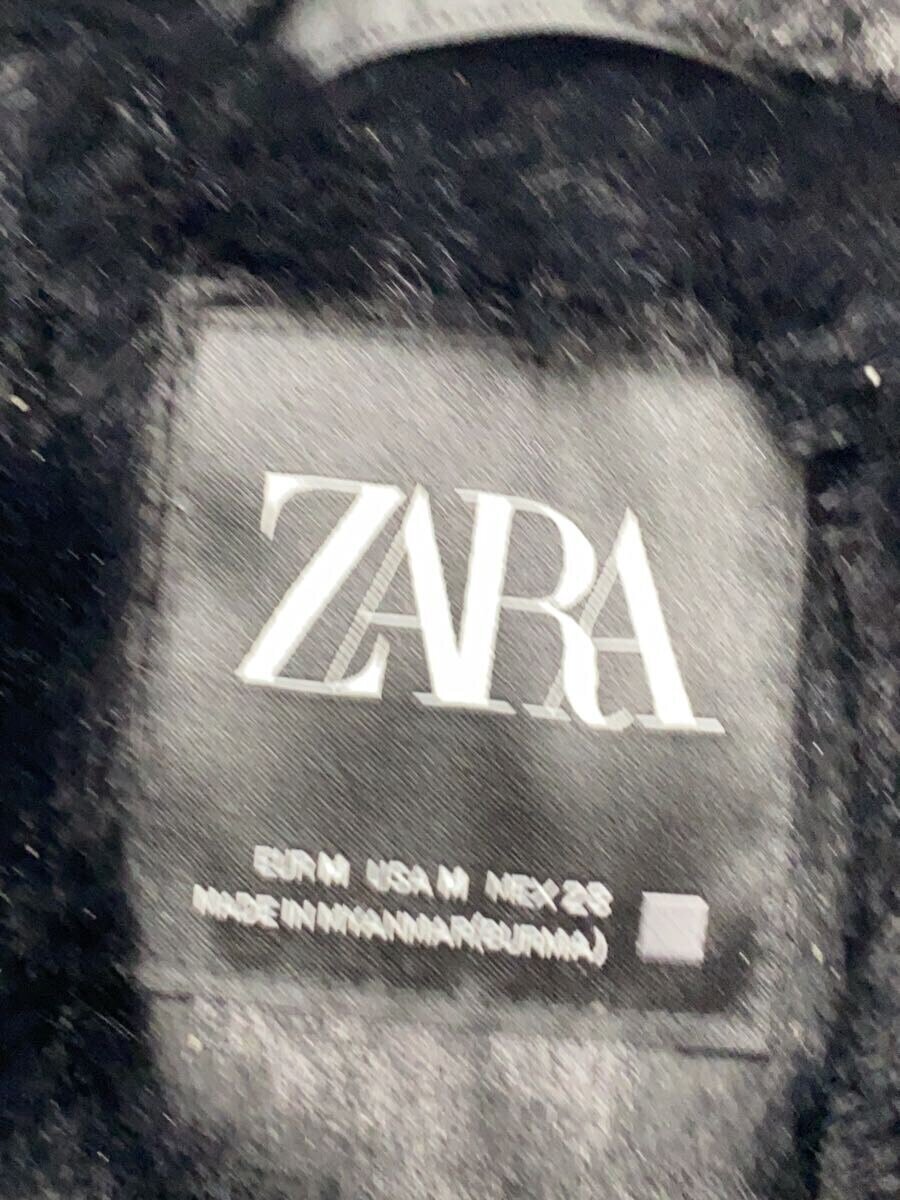 ZARA
EUR M USA M MEX 28
MADE IN MYANMAR(BURMA)